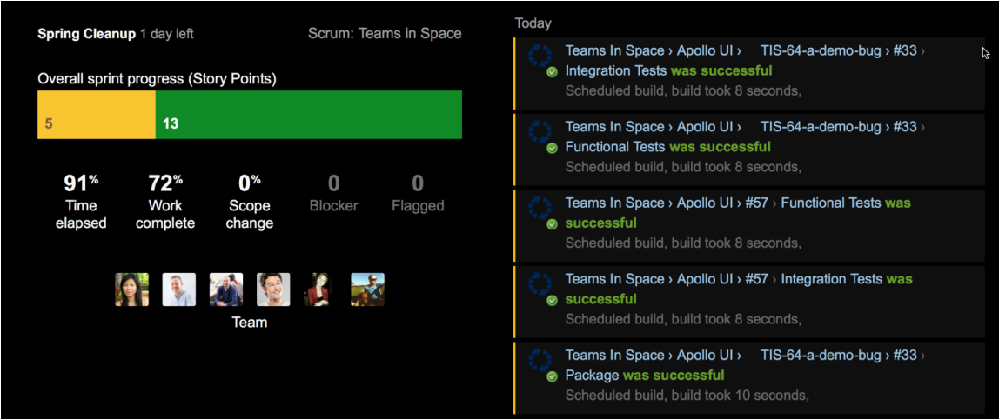 Spring Cleanup 1 day left
Scrum: Teams in Space
Overall sprint progress (Story Points)
5
13
91%
Time
elapsed
72%
Work
complete
0%
Scope
change
0
Blocker
0
Flagged
Team
Today
Teams In Space › Apollo UI › TIS-64-a-demo-bug › #33 ›
Integration Tests was successful
Scheduled build, build took 8 seconds,
Teams In Space › Apollo UI › TIS-64-a-demo-bug › #33 ›
Functional Tests was successful
Scheduled build, build took 8 seconds,
Teams In Space › Apollo UI › #57 › Functional Tests was
successful
Scheduled build, build took 8 seconds,
Teams In Space › Apollo UI › #57 › Integration Tests was
successful
Scheduled build, build took 8 seconds,
Teams In Space › Apollo UI › TIS-64-a-demo-bug › #33 ›
Package was successful
Scheduled build, build took 10 seconds,